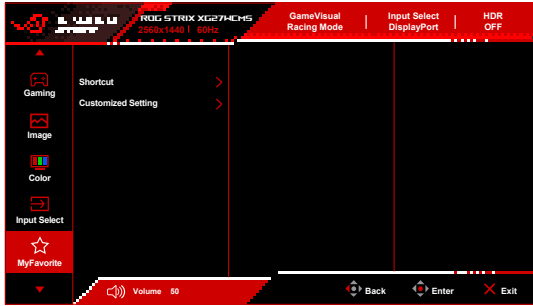 ROG STRIX XG27WCMS
2560x1440 | 60Hz
GameVisual
Racing Mode
Input Select
DisplayPort
HDR
OFF
Gaming
Image
Color
Input Select
MyFavorite
Shortcut
Customized Setting
Volume 50
Back
Enter
Exit